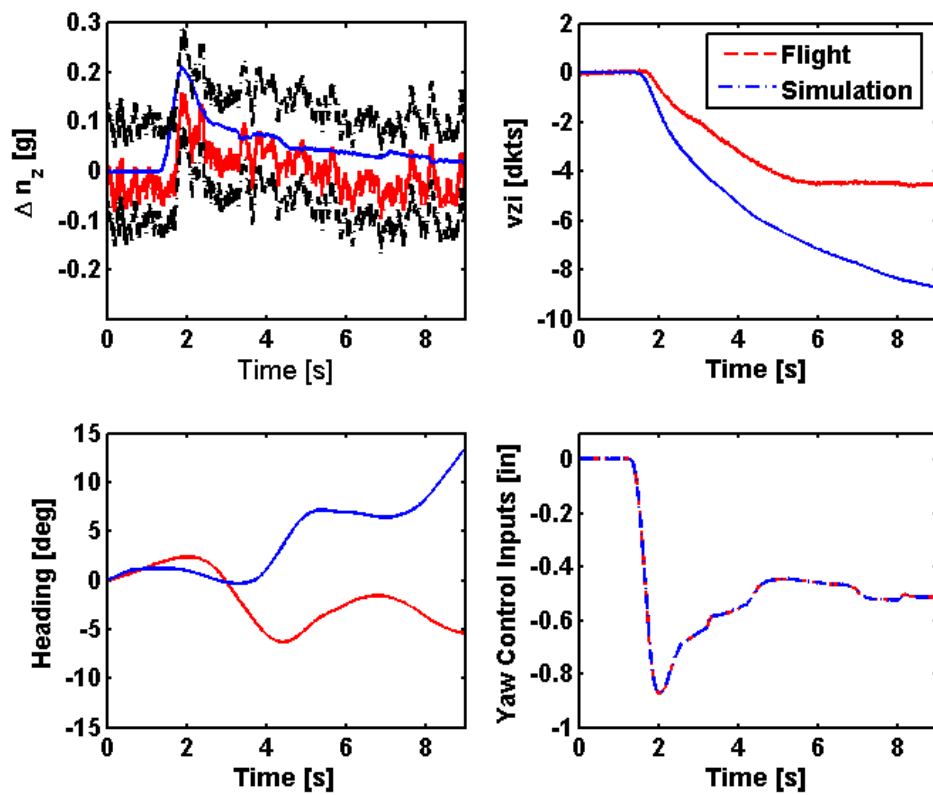 0.3
0.2
0.1
0
-0.1
-0.2
Δ n_z [g]
0 2 4 6 8
Time [s]
2
0
-2
-4
-6
-8
-10
vzi [dkts]
0 2 4 6 8
Time [s]
Flight
Simulation
15
10
5
0
-5
-10
-15
Heading [deg]
0 2 4 6 8
Time [s]
0
-0.2
-0.4
-0.6
-0.8
-1
Yaw Control Inputs [in]
0 2 4 6 8
Time [s]